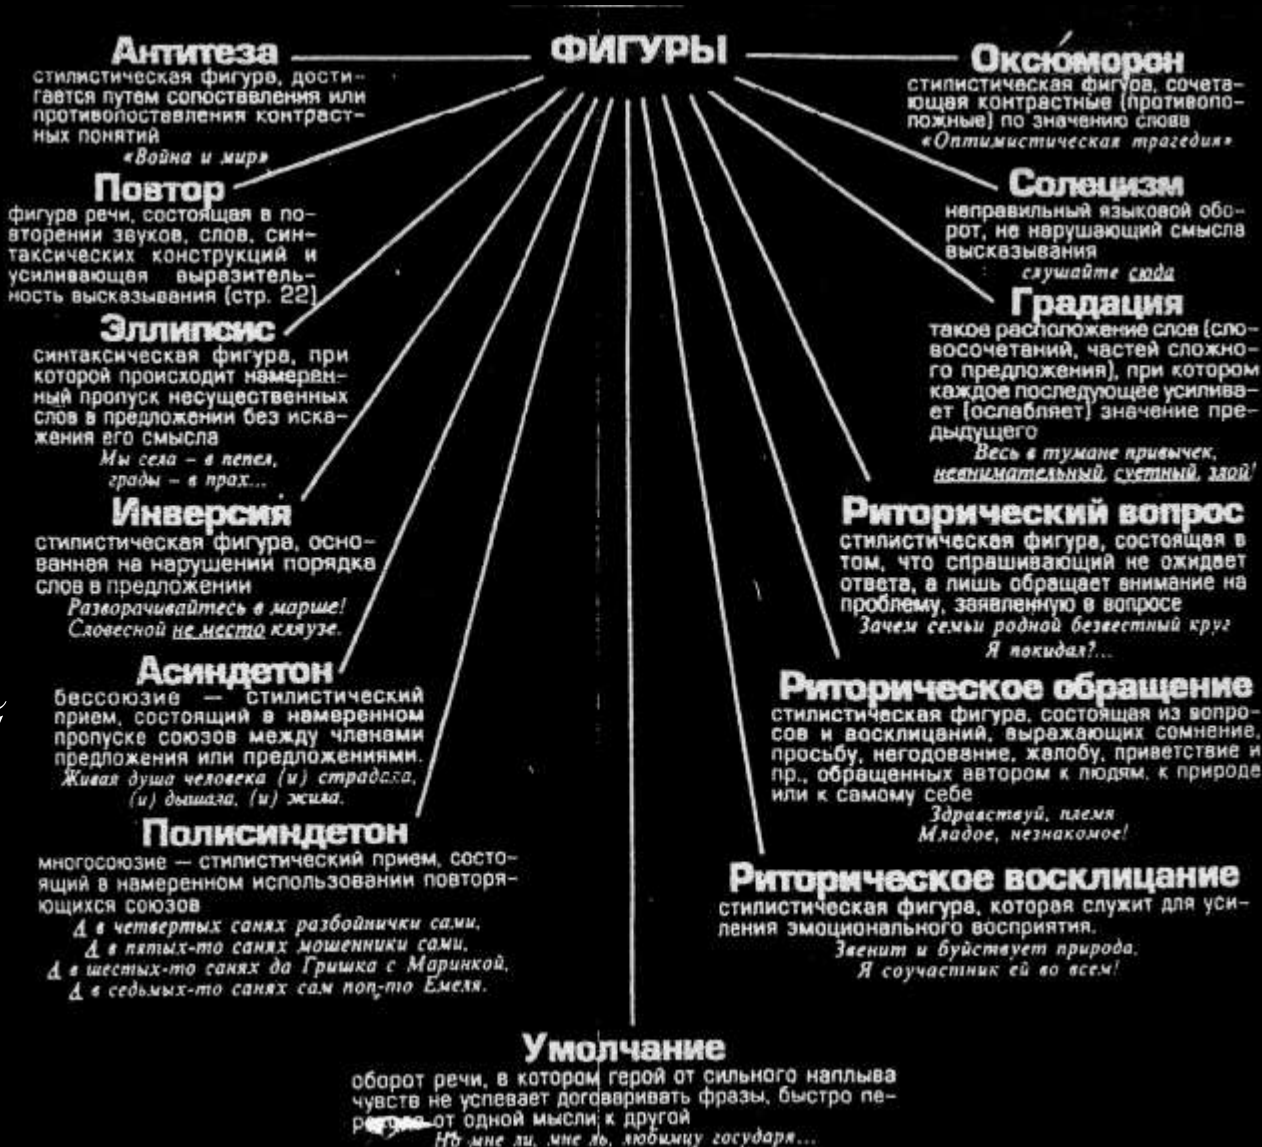 ФИГУРЫ
Антитеза
стилистическая фигура, дости-
гается путем сопоставления или
противопоставления контраст-
ных понятий
«Война и мир»
Повтор
фигура речи, состоящая в по-
вторении звуков, слов, син-
таксических конструкций и
усиливающая выразитель-
ность высказывания (стр. 22)
Эллипсис
синтаксическая фигура, при
которой происходит намерен-
ный пропуск несущественных
слов в предложении без иска-
жения его смысла
Мы села – в пепел,
грады – в прах...
Инверсия
стилистическая фигура, осно-
ванная на нарушении порядка
слов в предложении
Разворачивайтесь в марше!
Словесной не место кляузе.
Асиндетон
бессоюзие — стилистический
прием, состоящий в намеренном
пропуске союзов между членами
предложения или предложениями.
Живая душа человека (и) страдала,
(и) дышала, (и) жила.
Полисиндетон
многосоюзие — стилистический прием, состо-
ящий в намеренном использовании повторя-
ющихся союзов
А в четвертых санях разбойнички сами,
А в пятых-то санях мошенники сами,
А в шестых-то санях да Гришка с Маринкой,
А в седьмых-то санях сам поп-то Емеля.
Оксюморон
стилистическая фигура, сочета-
ющая контрастные (противопо-
ложные) по значению слова
«Оптимистическая трагедия»
Солецизм
неправильный языковой обо-
рот, не нарушающий смысла
высказывания
слушайте сюда
Градация
такое расположение слов (сло-
восочетаний, частей сложно-
го предложения), при котором
каждое последующее усилива-
ет (ослабляет) значение пре-
дыдущего
Весь в тумане привычек,
невнимательный, суетный, злой!
Риторический вопрос
стилистическая фигура, состоящая в
том, что спрашивающий не ожидает
ответа, а лишь обращает внимание на
проблему, заявленную в вопросе
Зачем семьи родной безвестный круг
Я покидал?...
Риторическое обращение
стилистическая фигура, состоящая из вопро-
сов и восклицаний, выражающих сомнение,
просьбу, негодование, жалобу, приветствие и
пр., обращенных автором к людям, к природе
или к самому себе
Здравствуй, племя
Младое, незнакомое!
Риторическое восклицание
стилистическая фигура, которая служит для уси-
ления эмоционального восприятия.
Звенит и буйствует природа,
Я соучастник ей во всем!
Умолчание
оборот речи, в котором герой от сильного наплыва
чувств не успевает договаривать фразы, быстро пе-
от одной мысли к другой
мне ли, мне ль, любимцу государя...